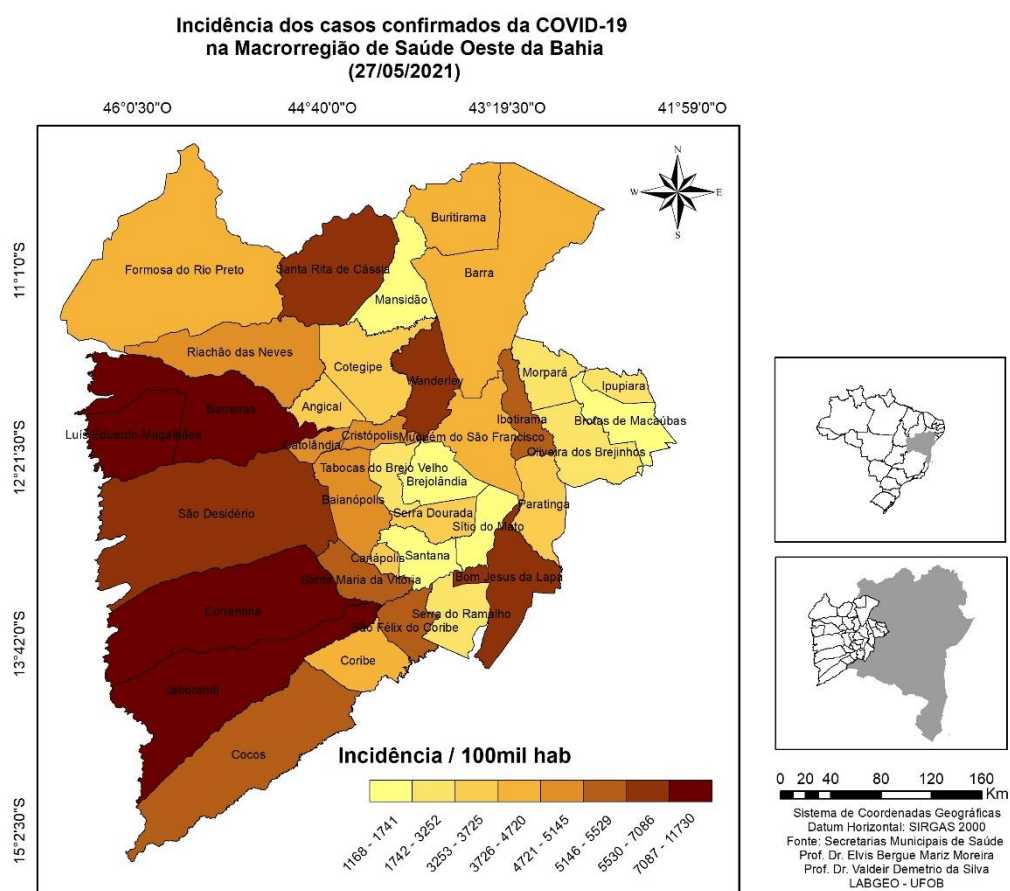 Incidência dos casos confirmados da COVID-19
na Macrorregião de Saúde Oeste da Bahia
(27/05/2021)
46°0'30"O 44°40'0"O 43°19'30"O 41°59'0"O
11°1'0"S
12°21'30"S
13°42'0"S
15°2'30"S
N
W E
S
Buritirama
Formosa do Rio Preto
Santa Rita de Cássia
Barra
Mansidão
Riachão das Neves
Cotegipe
Wanderley
Morpará
Ipupiara
Angical
Barreiras
Ibotirama
Brotas de Macaúbas
Luís Eduardo Magalhães
Catolândia
Cristópolis
Muquém do São Francisco
Oliveira dos Brejinhos
Tabocas do Brejo Velho
Brejolândia
Baianópolis
Paratinga
São Desidério
Serra Dourada
Sítio do Mato
Canápolis
Santana
Santa Maria da Vitória
Bom Jesus da Lapa
Correntina
Serra do Ramalho
São Félix do Coribe
Coribe
Jaborandi
Cocos
Incidência / 100mil hab
1168 - 1741
1742 - 3252
3253 - 3725
3726 - 4720
4721 - 5145
5146 - 5529
5530 - 7086
7087 - 11730
0 20 40 80 120 160
Km
Sistema de Coordenadas Geográficas
Datum Horizontal: SIRGAS 2000
Fonte: Secretarias Municipais de Saúde
Prof. Dr. Elvis Bergue Mariz Moreira
Prof. Dr. Valdeir Demetrio da Silva
LABGEO - UFOB